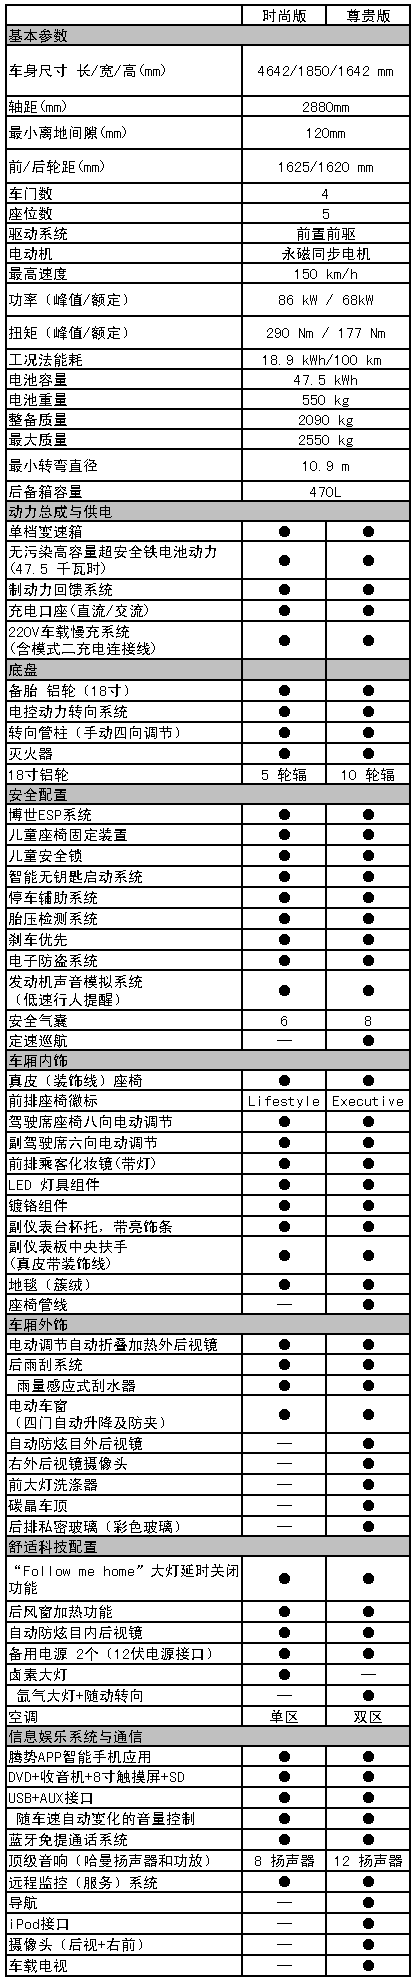 时尚版 尊贵版
基本参数
车身尺寸 长/宽/高(mm) 4642/1850/1642 mm
轴距(mm) 2880mm
最小离地间隙(mm) 120mm
前/后轮距(mm) 1625/1620 mm
车门数 4
座位数 5
驱动系统 前置前驱
电动机 永磁同步电机
最高速度 150 km/h
功率（峰值/额定） 86 kW / 68kW
扭矩（峰值/额定） 290 Nm / 177 Nm
工况法能耗 18.9 kWh/100 km
电池容量 47.5 kWh
电池重量 550 kg
整备质量 2090 kg
最大质量 2550 kg
最小转弯直径 10.9 m
后备箱容量 470L
动力总成与供电
单档变速箱 ● ●
无污染高容量超安全铁电池动力
(47.5 千瓦时) ● ●
制动力回馈系统 ● ●
充电口座(直流/交流) ● ●
220V车载慢充系统
(含模式二充电连接线) ● ●
底盘
备胎 铝轮（18寸） ● ●
电控动力转向系统 ● ●
转向管柱（手动四向调节） ● ●
灭火器 ● ●
18寸铝轮 5 轮辐 10 轮辐
安全配置
博世ESP系统 ● ●
儿童座椅固定装置 ● ●
儿童安全锁 ● ●
智能无钥匙启动系统 ● ●
停车辅助系统 ● ●
胎压检测系统 ● ●
刹车优先 ● ●
电子防盗系统 ● ●
发动机声音模拟系统
（低速行人提醒） ● ●
安全气囊 6 8
定速巡航 — ●
车厢内饰
真皮（装饰线）座椅 ● ●
前排座椅徽标 Lifestyle Executive
驾驶席座椅八向电动调节 ● ●
副驾驶席六向电动调节 ● ●
前排乘客化妆镜(带灯) ● ●
LED 灯具组件 ● ●
镀铬组件 ● ●
副仪表台杯托，带亮饰条 ● ●
副仪表板中央扶手
(真皮带装饰线) ● ●
地毯（簇绒） ● ●
座椅管线 — ●
车厢外饰
电动调节自动折叠加热外后视镜 ● ●
后雨刮系统 ● ●
雨量感应式刮水器 ● ●
电动车窗
（四门自动升降及防夹） ● ●
自动防炫目外后视镜 — ●
右外后视镜摄像头 — ●
前大灯洗涤器 — ●
碳晶车顶 — ●
后排私密玻璃（彩色玻璃） — ●
舒适科技配置
“Follow me home”大灯延时关闭
功能 ● ●
后风窗加热功能 ● ●
自动防炫目内后视镜 ● ●
备用电源 2个（12伏电源接口） ● ●
卤素大灯 ● —
氙气大灯+随动转向 — ●
空调 单区 双区
信息娱乐系统与通信
腾势APP智能手机应用 ● ●
DVD+收音机+8寸触摸屏+SD ● ●
USB+AUX接口 ● ●
随车速自动变化的音量控制 ● ●
蓝牙免提通话系统 ● ●
顶级音响（哈曼扬声器和功放） 8 扬声器 12 扬声器
远程监控（服务）系统 ● ●
导航 — ●
iPod接口 — ●
摄像头（后视+右前） — ●
车载电视 — ●